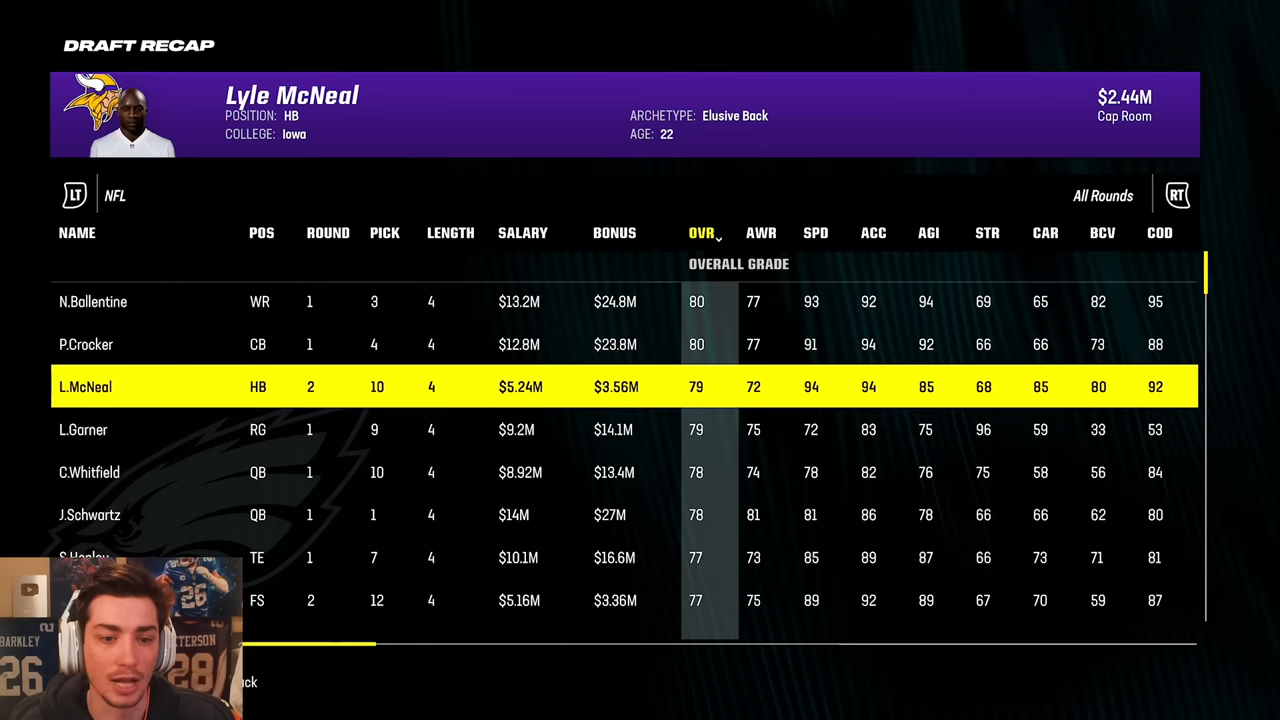 DRAFT RECAP
Lyle McNeal
POSITION: HB
COLLEGE: Iowa
ARCHETYPE: Elusive Back
AGE: 22
$2.44M
Cap Room
LT NFL
All Rounds RT
NAME POS ROUND PICK LENGTH SALARY BONUS OVR AWR SPD ACC AGI STR CAR BCV COD
OVERALL GRADE
N.Ballentine WR 1 3 4 $13.2M $24.8M 80 77 93 92 94 69 65 82 95
P.Crocker CB 1 4 4 $12.8M $23.8M 80 77 91 94 92 66 66 73 88
L.McNeal HB 2 10 4 $5.24M $3.56M 79 72 94 94 85 68 85 80 92
L.Garner RG 1 9 4 $9.2M $14.1M 79 75 72 83 75 96 59 33 53
C.Whitfield QB 1 10 4 $8.92M $13.4M 78 74 78 82 76 75 58 56 84
J.Schwartz QB 1 1 4 $14M $27M 78 81 81 86 78 66 66 62 80
TE 1 7 4 $10.1M $16.6M 77 73 85 89 87 66 73 71 81
FS 2 12 4 $5.16M $3.36M 77 75 89 92 89 67 70 59 87
26
BARKLEY
26
TERSON
28
ck